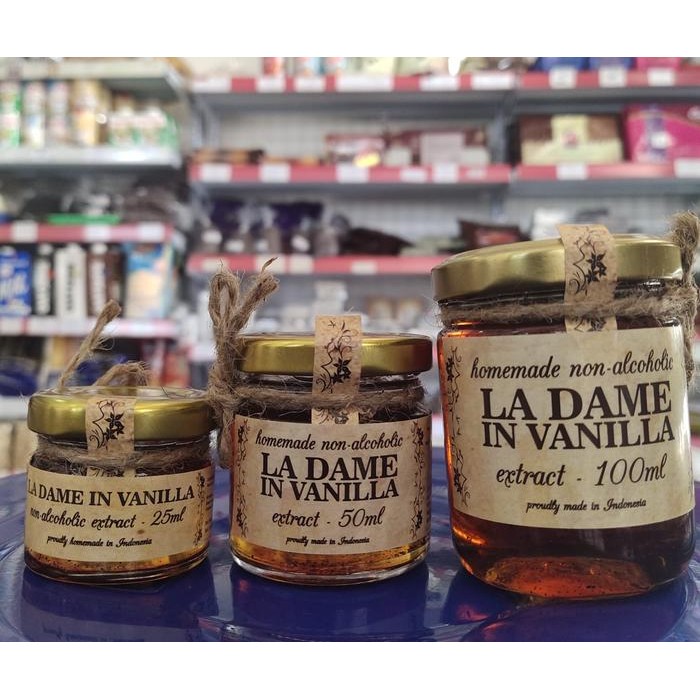 LA DAME IN VANILLA
non-alcoholic extract - 25ml
proudly homemade in Indonesia
homemade non-alcoholic
LA DAME
IN VANILLA
extract - 50ml
proudly made in Indonesia
homemade non-alcoholic
LA DAME
IN VANILLA
extract - 100ml
proudly made in Indonesia